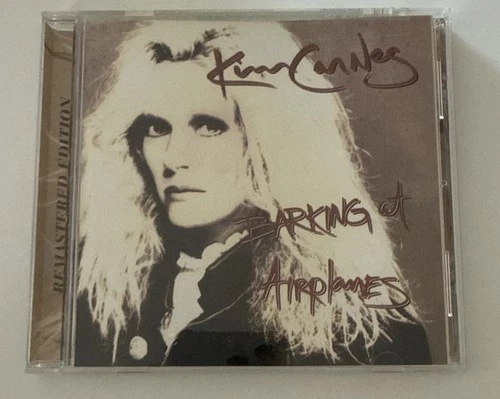 Kim Carnes
BARKING at
AIRplanes
REMASTERED EDITION